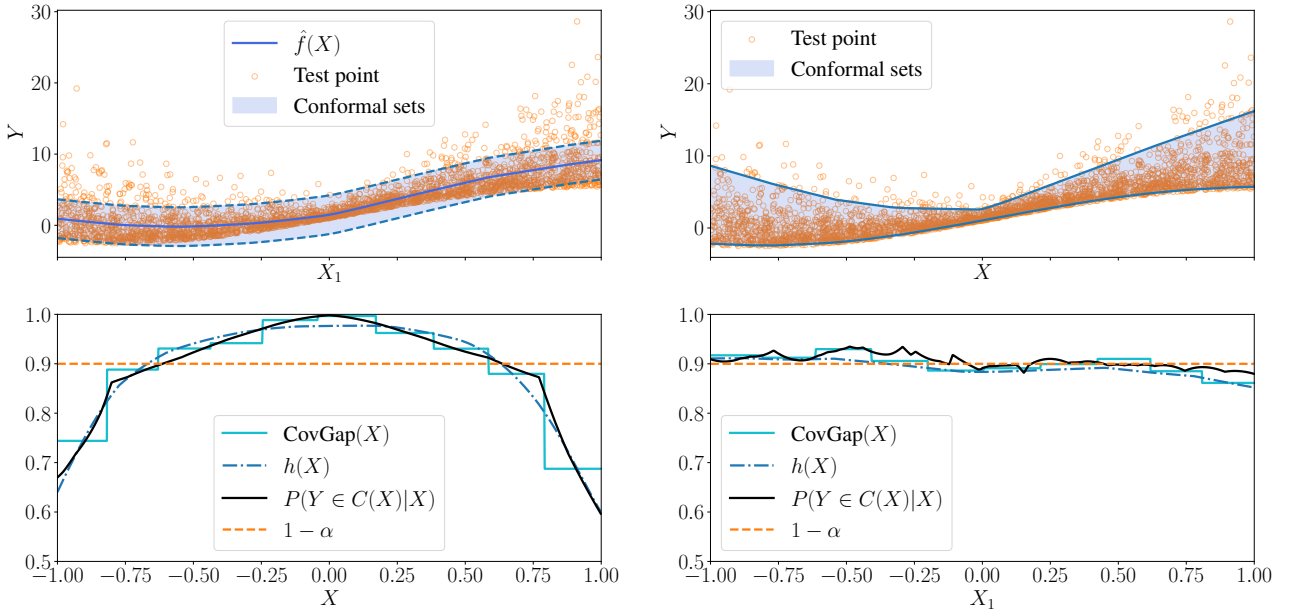 30
20
10
0
Y
f̂(X)
Test point
Conformal sets
X₁
30
20
10
0
Y
Test point
Conformal sets
X
1.0
0.9
0.8
0.7
0.6
0.5
CovGap(X)
h(X)
P(Y ∈ C(X)|X)
1 − α
−1.00 −0.75 −0.50 −0.25 0.00 0.25 0.50 0.75 1.00
X
1.0
0.9
0.8
0.7
0.6
0.5
CovGap(X)
h(X)
P(Y ∈ C(X)|X)
1 − α
−1.00 −0.75 −0.50 −0.25 0.00 0.25 0.50 0.75 1.00
X₁